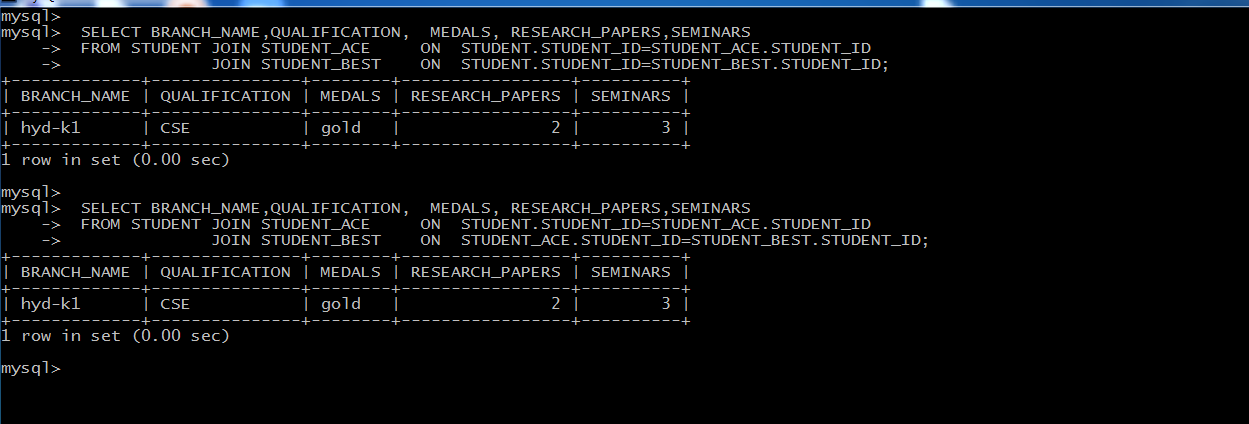 mysql>
mysql>  SELECT BRANCH_NAME,QUALIFICATION,  MEDALS, RESEARCH_PAPERS,SEMINARS
    ->  FROM STUDENT JOIN STUDENT_ACE     ON  STUDENT.STUDENT_ID=STUDENT_ACE.STUDENT_ID
    ->               JOIN STUDENT_BEST    ON  STUDENT.STUDENT_ID=STUDENT_BEST.STUDENT_ID;
+-------------+---------------+--------+-----------------+----------+
| BRANCH_NAME | QUALIFICATION | MEDALS | RESEARCH_PAPERS | SEMINARS |
+-------------+---------------+--------+-----------------+----------+
| hyd-k1      | CSE           | gold   |               2 |        3 |
+-------------+---------------+--------+-----------------+----------+
1 row in set (0.00 sec)

mysql>
mysql>  SELECT BRANCH_NAME,QUALIFICATION,  MEDALS, RESEARCH_PAPERS,SEMINARS
    ->  FROM STUDENT JOIN STUDENT_ACE     ON  STUDENT.STUDENT_ID=STUDENT_ACE.STUDENT_ID
    ->               JOIN STUDENT_BEST    ON  STUDENT_ACE.STUDENT_ID=STUDENT_BEST.STUDENT_ID;
+-------------+---------------+--------+-----------------+----------+
| BRANCH_NAME | QUALIFICATION | MEDALS | RESEARCH_PAPERS | SEMINARS |
+-------------+---------------+--------+-----------------+----------+
| hyd-k1      | CSE           | gold   |               2 |        3 |
+-------------+---------------+--------+-----------------+----------+
1 row in set (0.00 sec)

mysql>